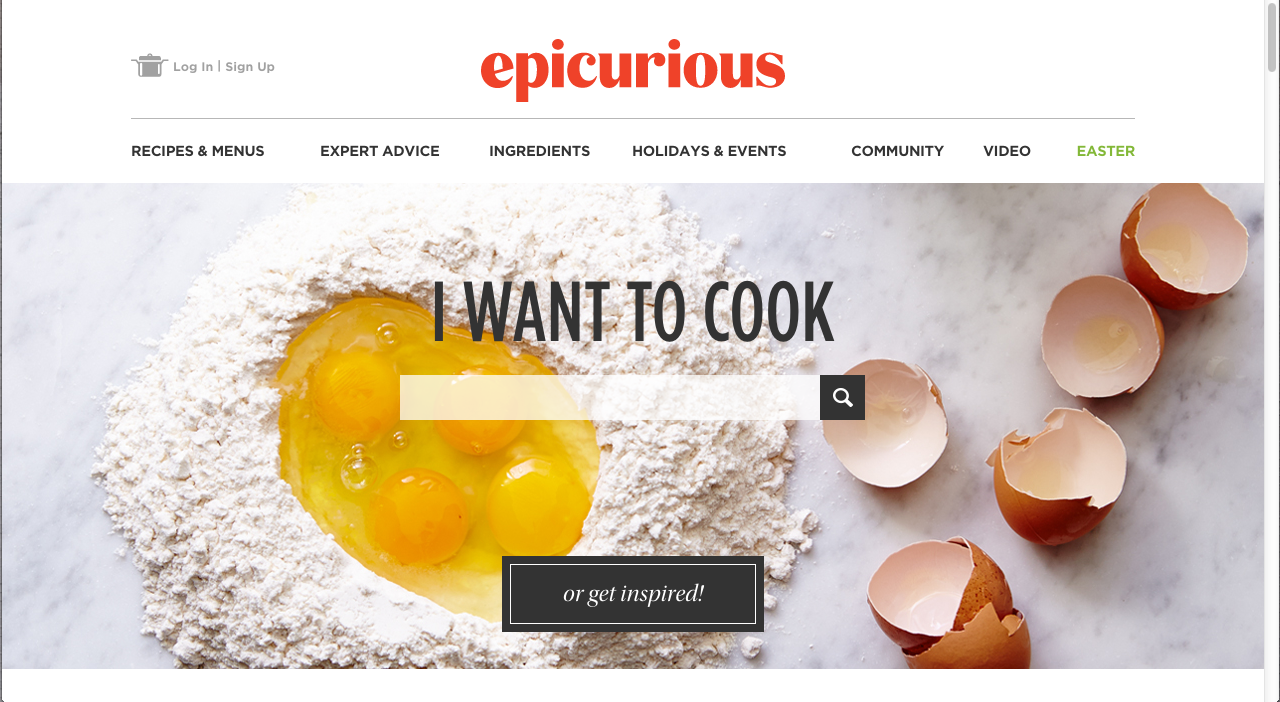 Log In | Sign Up
epicurious
RECIPES & MENUS EXPERT ADVICE INGREDIENTS HOLIDAYS & EVENTS COMMUNITY VIDEO EASTER
I WANT TO COOK
or get inspired!